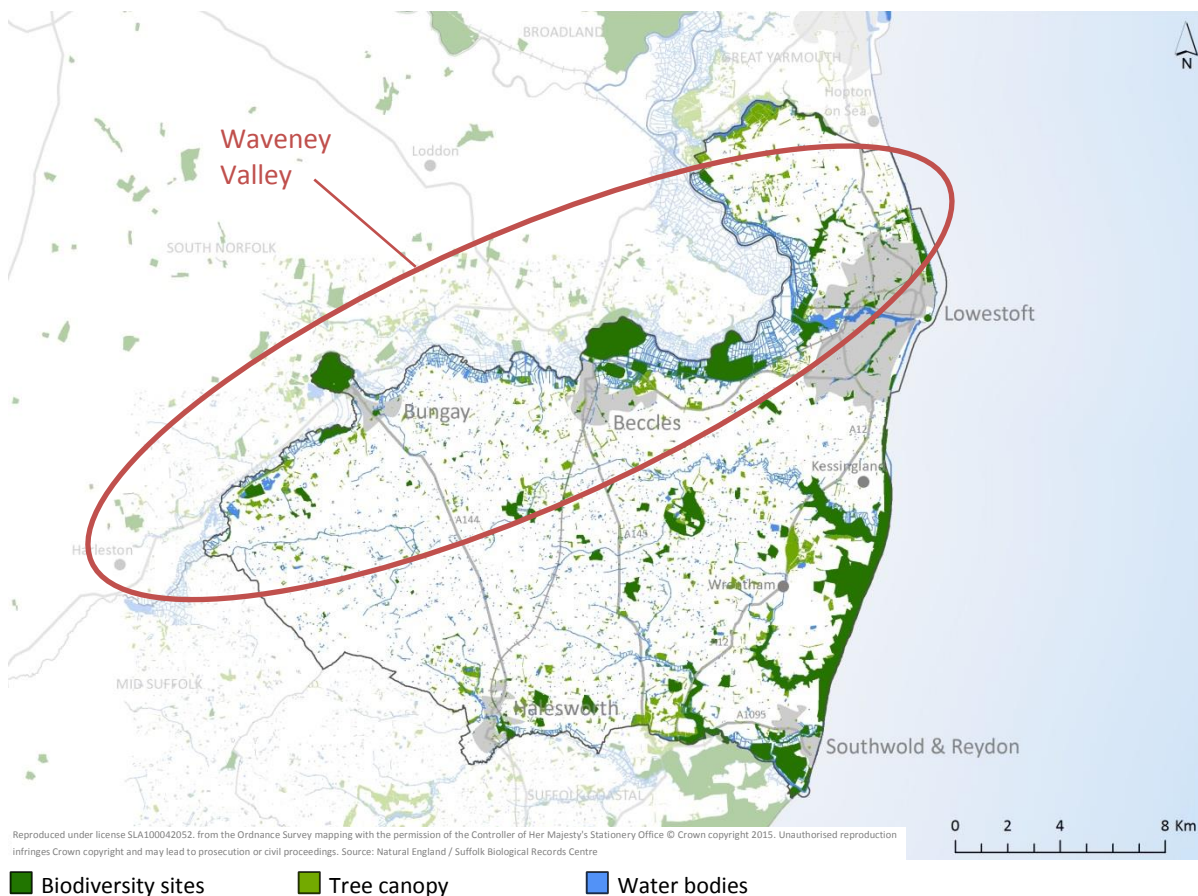 BROADLAND
GREAT YARMOUTH
N
Hopton
on Sea
Waveney
Valley
Loddon
SOUTH NORFOLK
Lowestoft
Bungay
Beccles
A12
Kessingland
A144
A145
Harleston
Wrentham
A12
MID SUFFOLK
Halesworth
A1095
Southwold & Reydon
SUFFOLK COASTAL
Reproduced under license SLA100042052. from the Ordnance Survey mapping with the permission of the Controller of Her Majesty's Stationery Office © Crown copyright 2015. Unauthorised reproduction
infringes Crown copyright and may lead to prosecution or civil proceedings. Source: Natural England / Suffolk Biological Records Centre
0 2 4 8 Km
Biodiversity sites Tree canopy Water bodies